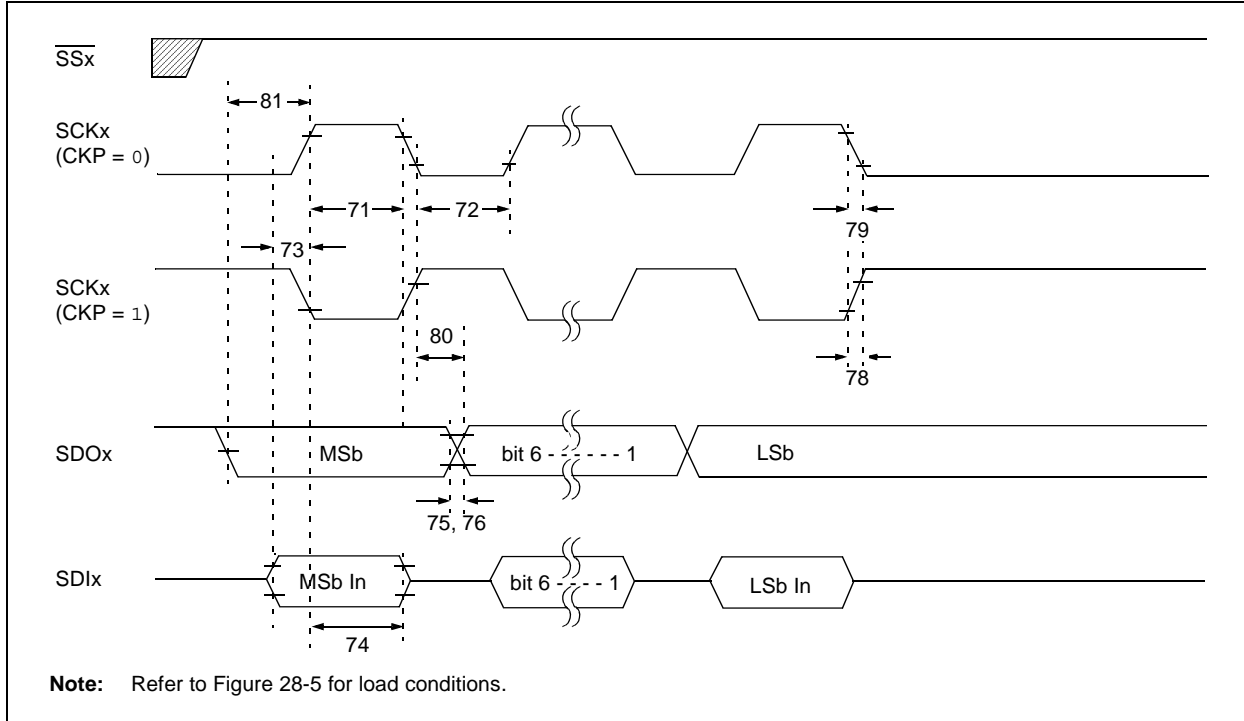 SSx
81
SCKx
(CKP = 0)
71
72
79
73
SCKx
(CKP = 1)
80
78
SDOx
MSb
bit 6 - - - - - - 1
LSb
75, 76
SDIx
MSb In
bit 6 - - - - 1
LSb In
74
Note: Refer to Figure 28-5 for load conditions.